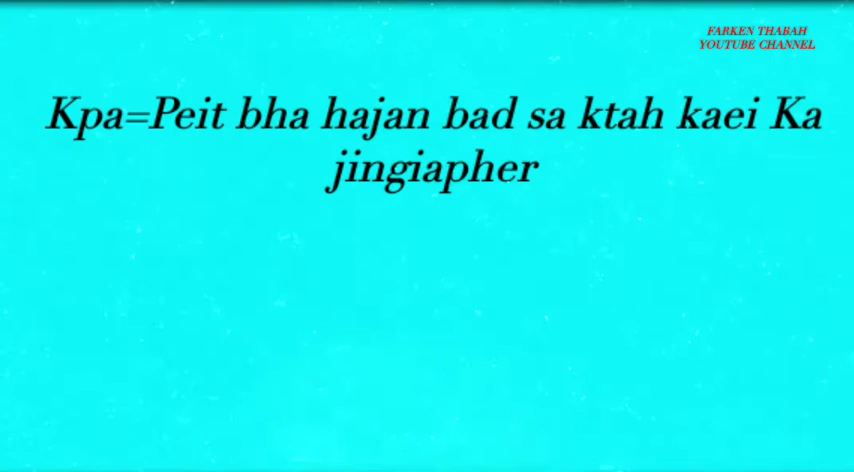 FARKEN THABAH
YOUTUBE CHANNEL
Kpa=Peit bha hajan bad sa ktah kaei Ka
jingiapher